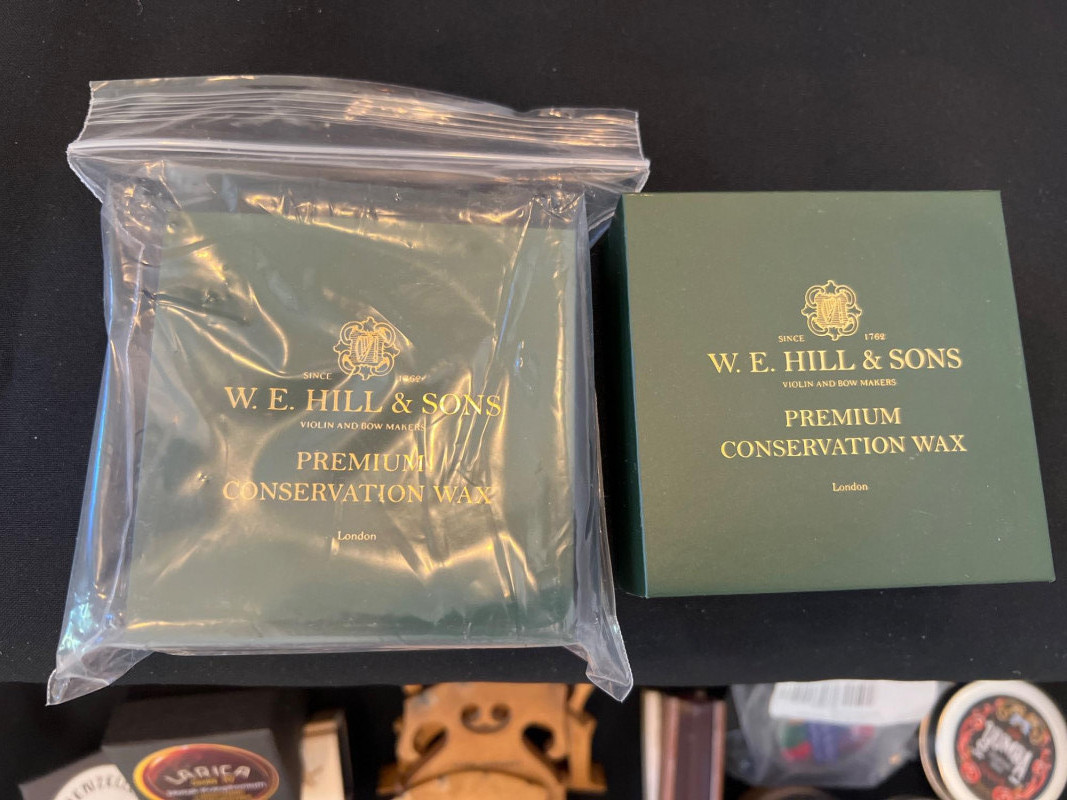 SINCE 1762
W. E. HILL & SONS
VIOLIN AND BOW MAKERS
PREMIUM
CONSERVATION WAX
London
SINCE 1762
W. E. HILL & SONS
VIOLIN AND BOW MAKERS
PREMIUM
CONSERVATION WAX
London
LARICA